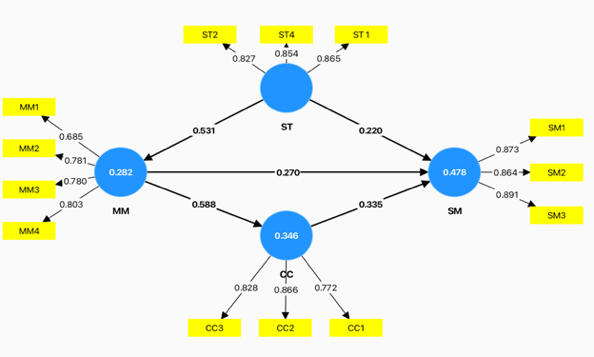 ST2 ST4 ST1
0.827 0.854 0.865
ST
MM1
MM2
MM3
MM4
0.685
0.781
0.780
0.803
0.282
MM
0.531
0.220
0.270
0.588
0.335
0.478
SM
SM1
SM2
SM3
0.873
0.864
0.891
0.346
CC
0.828 0.866 0.772
CC3 CC2 CC1